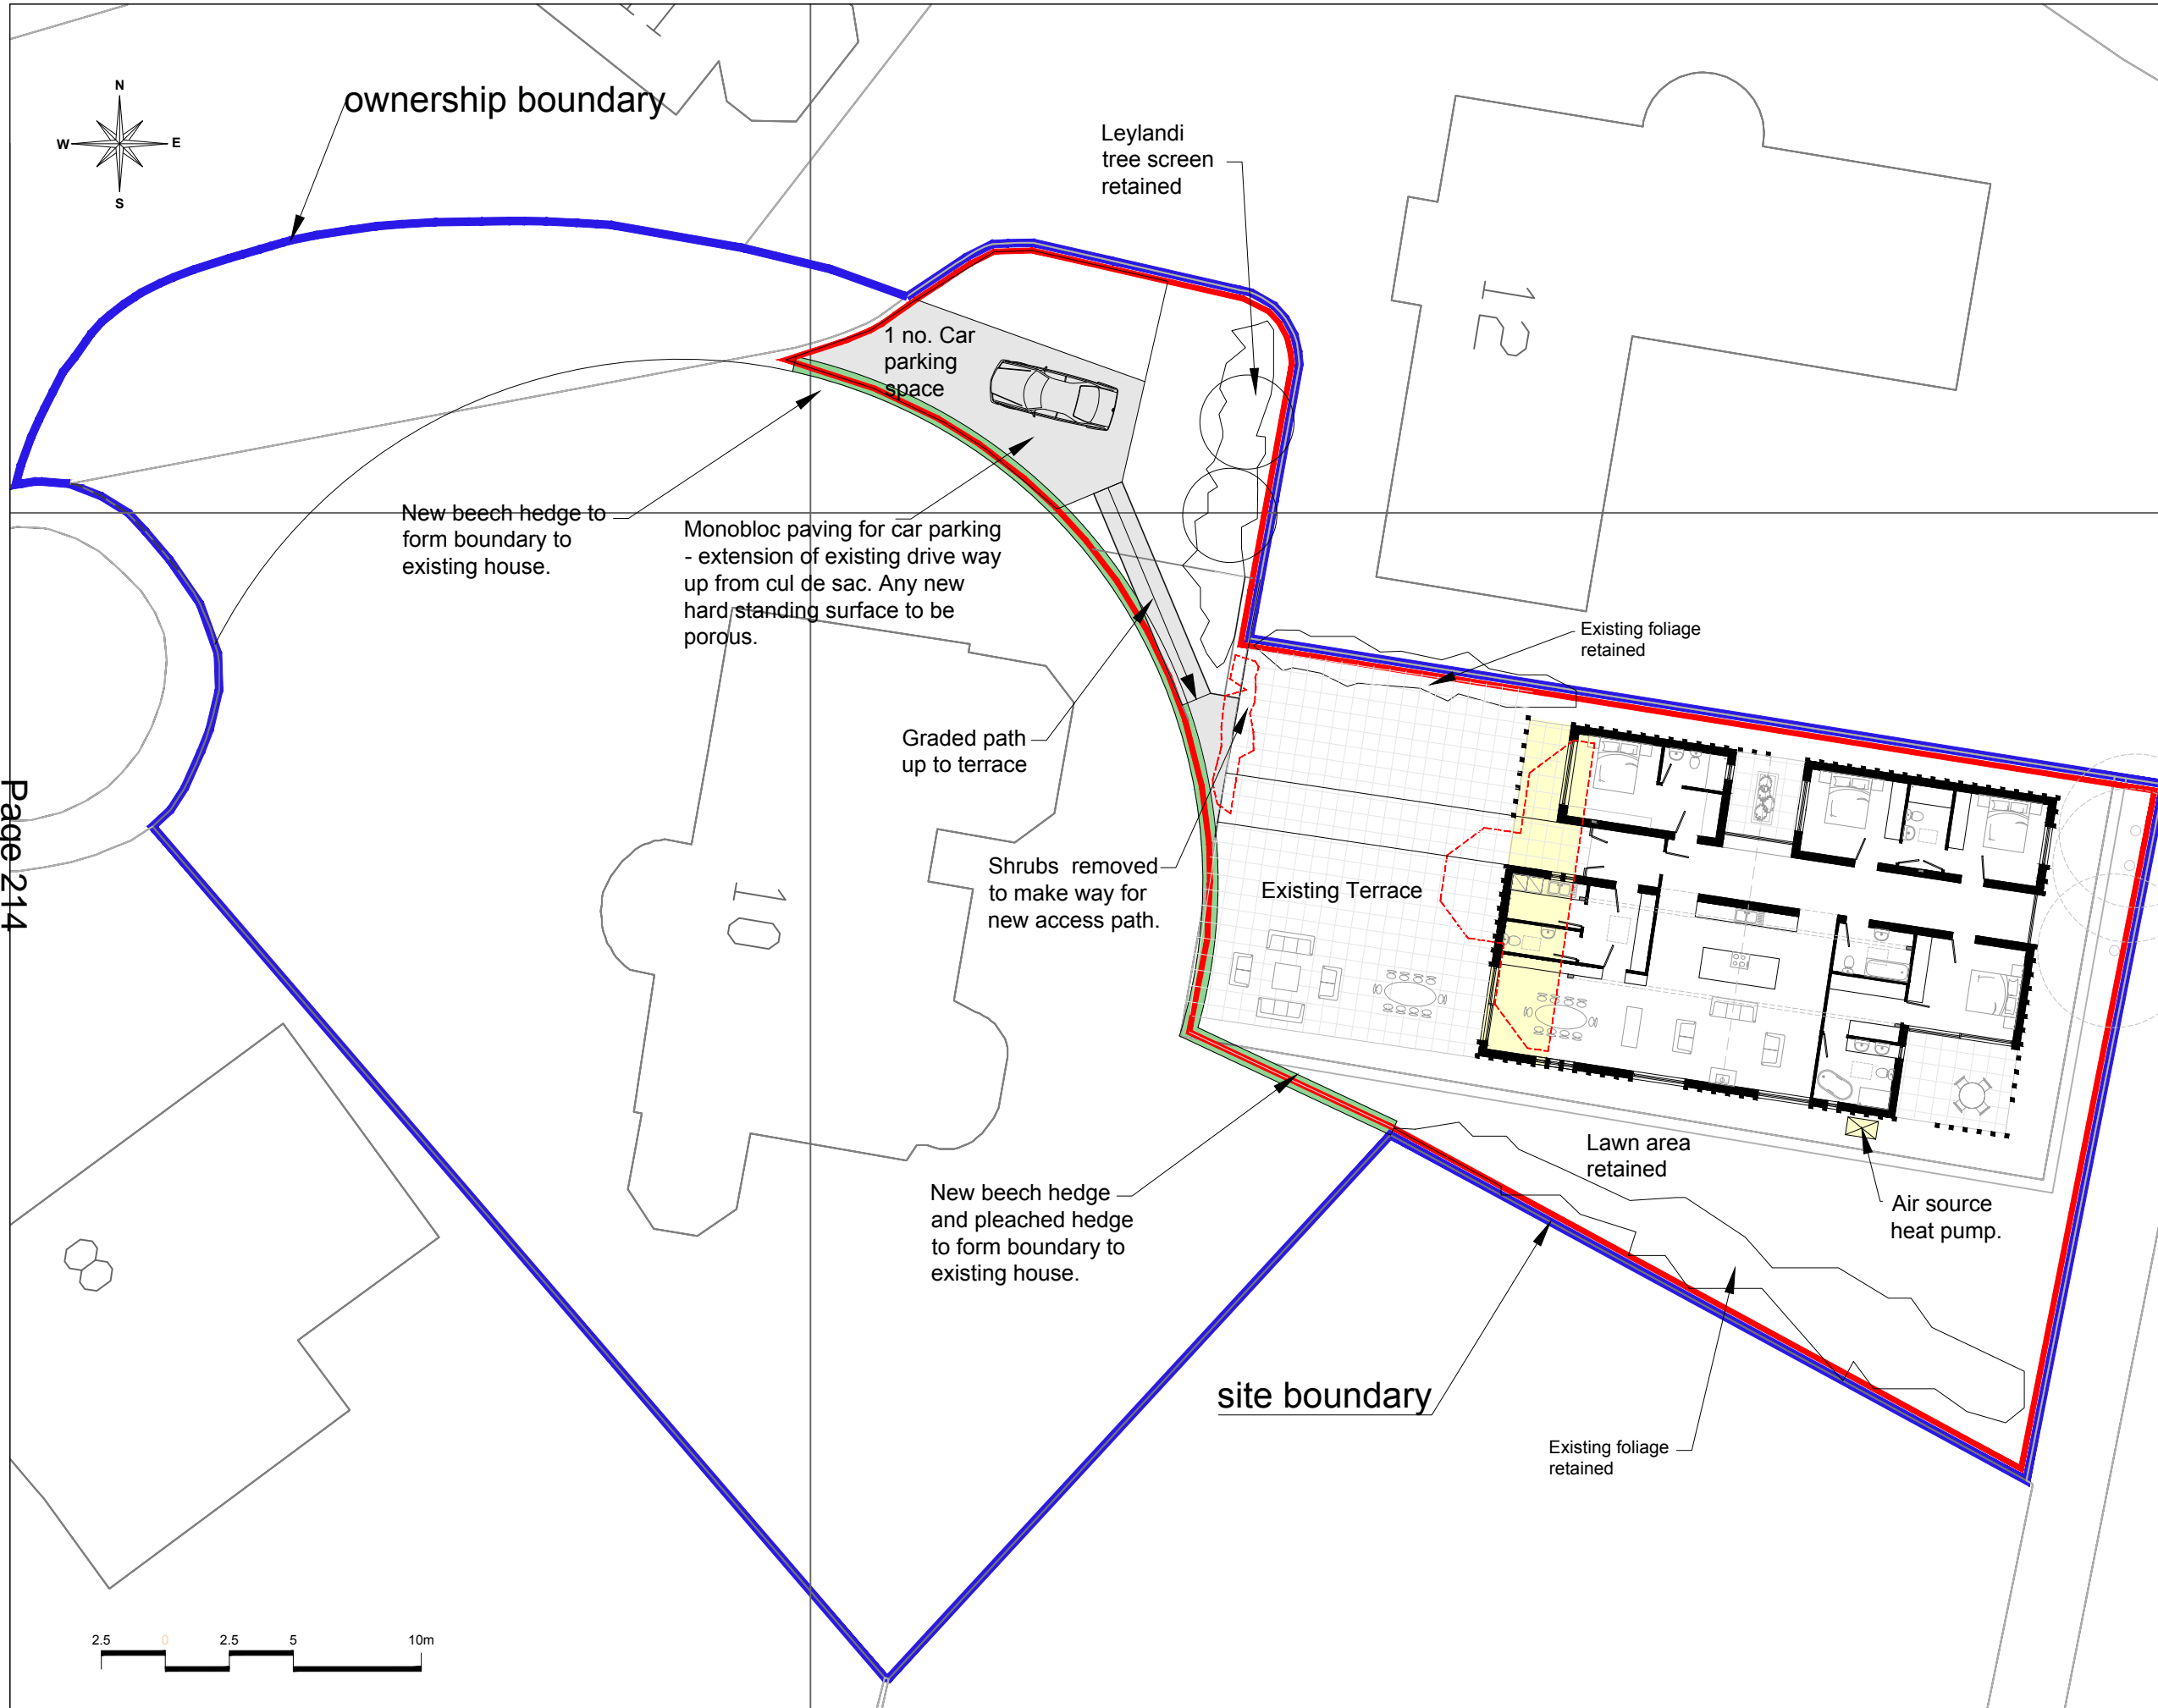 N
W
E
S
ownership boundary
Leylandi
tree screen
retained
12
1 no. Car
parking
space
New beech hedge to
form boundary to
existing house.
Monobloc paving for car parking
- extension of existing drive way
up from cul de sac. Any new
hard standing surface to be
porous.
Existing foliage
retained
Graded path
up to terrace
Shrubs removed
to make way for
new access path.
Existing Terrace
10
Page 214
New beech hedge
and pleached hedge
to form boundary to
existing house.
Lawn area
retained
Air source
heat pump.
8
site boundary
Existing foliage
retained
2.5 0 2.5 5 10m